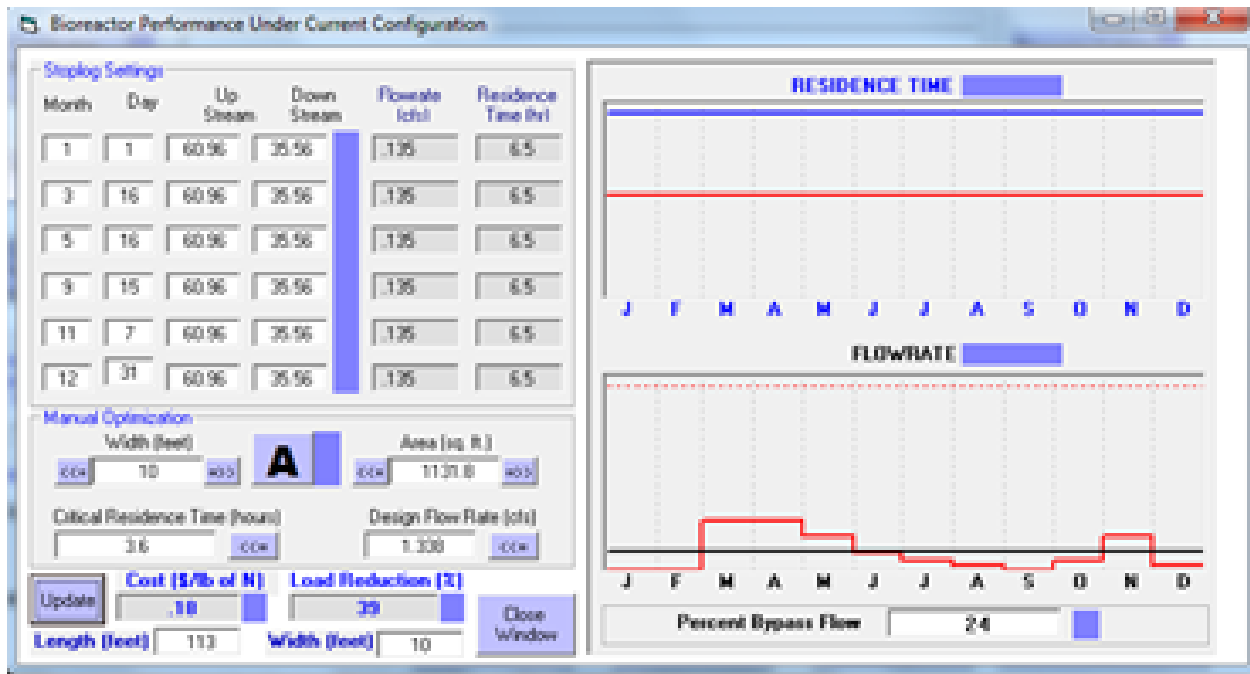 Bioreactor Performance Under Current Configuration
Stoplog Settings
Month Day Up Stream Down Stream Flowrate (cfs) Residence Time (hr)
1 1 60.96 35.56 .135 6.5
3 16 60.96 35.56 .135 6.5
5 16 60.96 35.56 .135 6.5
9 15 60.96 35.56 .135 6.5
11 7 60.96 35.56 .135 6.5
12 31 60.96 35.56 .135 6.5
Manual Optimization
Width (feet) Area (sq. ft.)
<<= 10 =>> A <<= 1131.8 =>>
Critical Residence Time (hours) Design Flow Rate (cfs)
3.6 <<= 1.338 <<=
Update Cost ($/lb of N) Load Reduction (%)
.18 39 Close Window
Length (feet) 113 Width (feet) 10
RESIDENCE TIME
J F M A M J J A S O N D
FLOWRATE
J F M A M J J A S O N D
Percent Bypass Flow 24